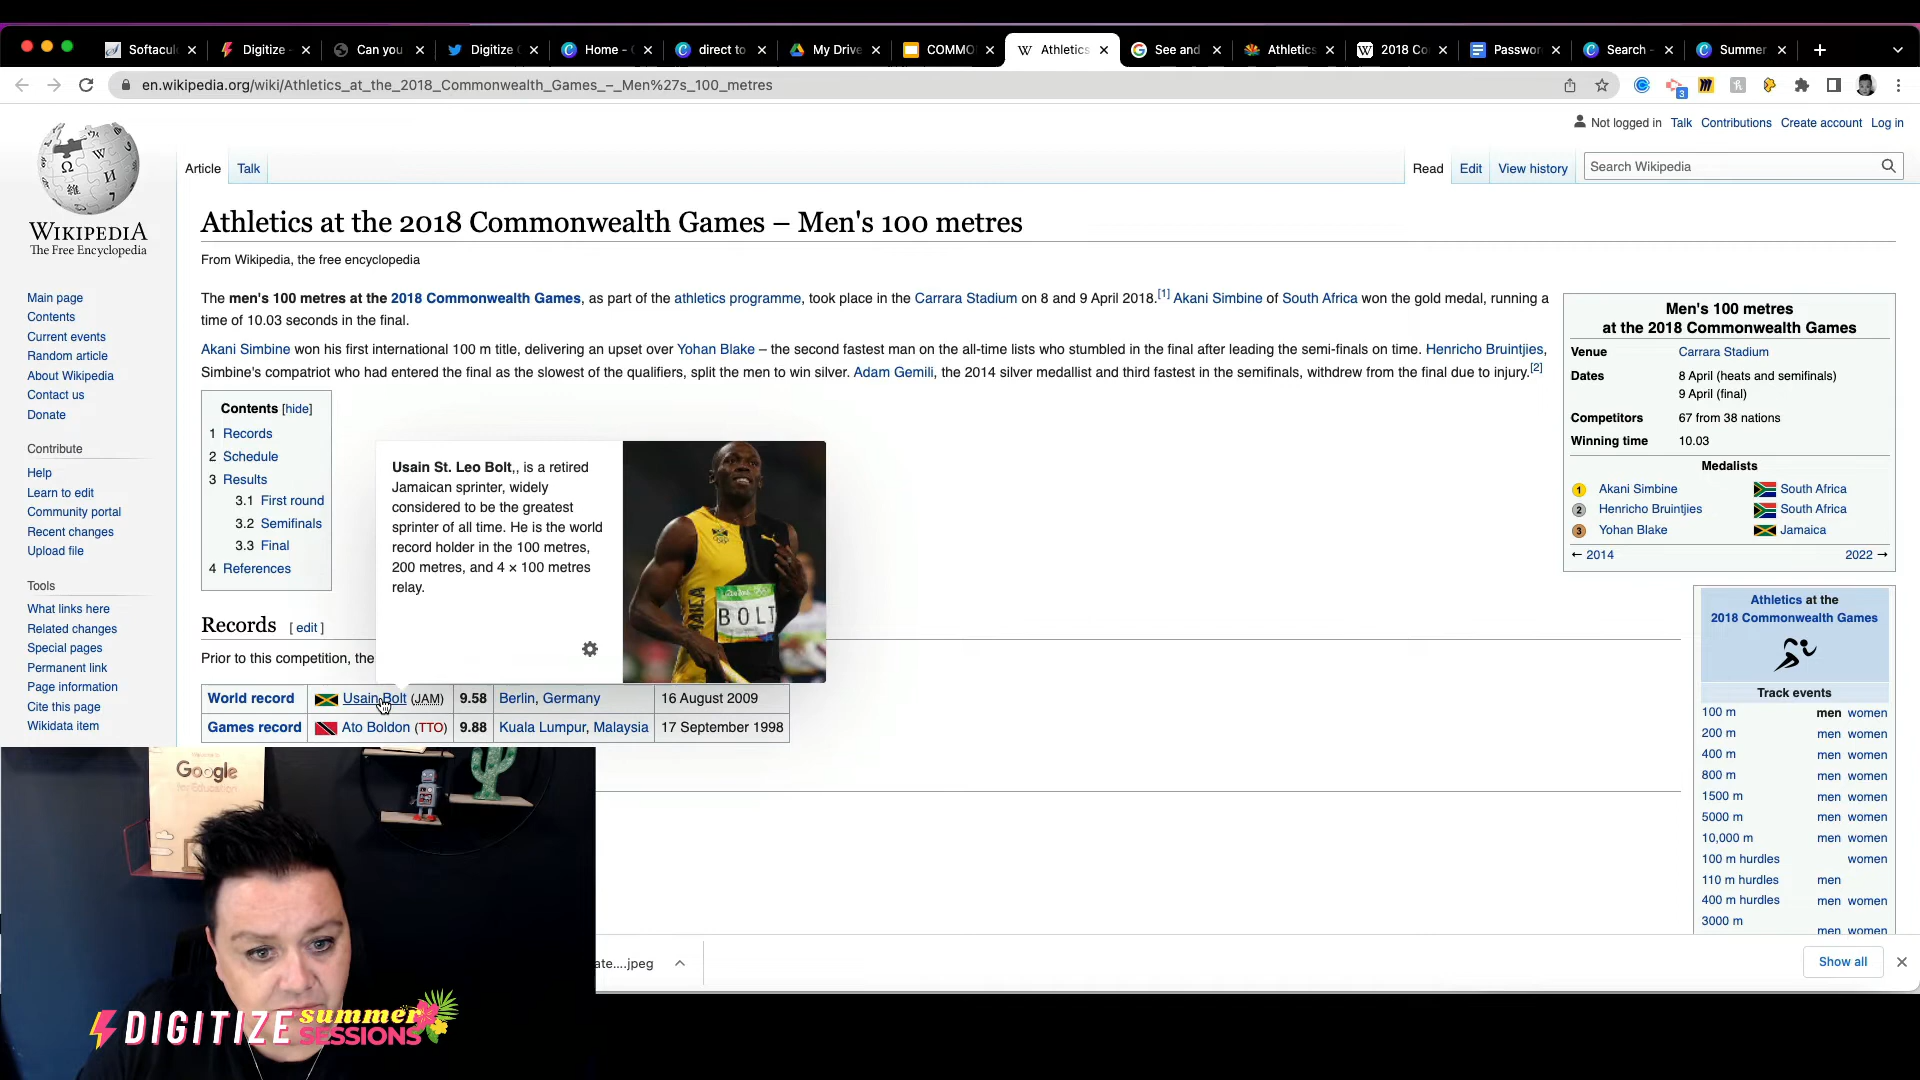 Softacul
Digitize -
Can you
Digitize
Home -
direct to
My Drive
COMMO
Athletics
See and
Athletics
2018 Co
Passwor
Search -
Summer
en.wikipedia.org/wiki/Athletics_at_the_2018_Commonwealth_Games_–_Men%27s_100_metres
3
Not logged in Talk Contributions Create account Log in
Article Talk
Read Edit View history
Search Wikipedia
WIKIPEDIA
The Free Encyclopedia
Main page
Contents
Current events
Random article
About Wikipedia
Contact us
Donate
Contribute
Help
Learn to edit
Community portal
Recent changes
Upload file
Tools
What links here
Related changes
Special pages
Permanent link
Page information
Cite this page
Wikidata item
Athletics at the 2018 Commonwealth Games – Men's 100 metres
From Wikipedia, the free encyclopedia
The men's 100 metres at the 2018 Commonwealth Games, as part of the athletics programme, took place in the Carrara Stadium on 8 and 9 April 2018.[1] Akani Simbine of South Africa won the gold medal, running a
time of 10.03 seconds in the final.
Akani Simbine won his first international 100 m title, delivering an upset over Yohan Blake – the second fastest man on the all-time lists who stumbled in the final after leading the semi-finals on time. Henricho Bruintjies,
Simbine's compatriot who had entered the final as the slowest of the qualifiers, split the men to win silver. Adam Gemili, the 2014 silver medallist and third fastest in the semifinals, withdrew from the final due to injury.[2]
Contents [hide]
1 Records
2 Schedule
3 Results
3.1 First round
3.2 Semifinals
3.3 Final
4 References
Usain St. Leo Bolt,, is a retired
Jamaican sprinter, widely
considered to be the greatest
sprinter of all time. He is the world
record holder in the 100 metres,
200 metres, and 4 × 100 metres
relay.
BOLT
Records [ edit ]
Prior to this competition, the
World record Usain Bolt (JAM) 9.58 Berlin, Germany 16 August 2009
Games record Ato Boldon (TTO) 9.88 Kuala Lumpur, Malaysia 17 September 1998
Men's 100 metres
at the 2018 Commonwealth Games
Venue Carrara Stadium
Dates 8 April (heats and semifinals)
9 April (final)
Competitors 67 from 38 nations
Winning time 10.03
Medalists
1 Akani Simbine South Africa
2 Henricho Bruintjies South Africa
3 Yohan Blake Jamaica
← 2014 2022 →
Athletics at the
2018 Commonwealth Games
Track events
100 m men women
200 m men women
400 m men women
800 m men women
1500 m men women
5000 m men women
10,000 m men women
100 m hurdles women
110 m hurdles men
400 m hurdles men women
3000 m
men women
Google
for Education
ate....jpeg
Show all
DIGITIZE summer
SESSIONS